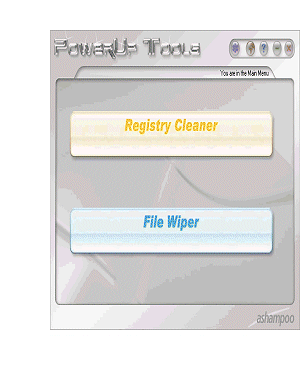 PowerUp Tools
You are in the Main Menu
Registry Cleaner
File Wiper
ashampoo